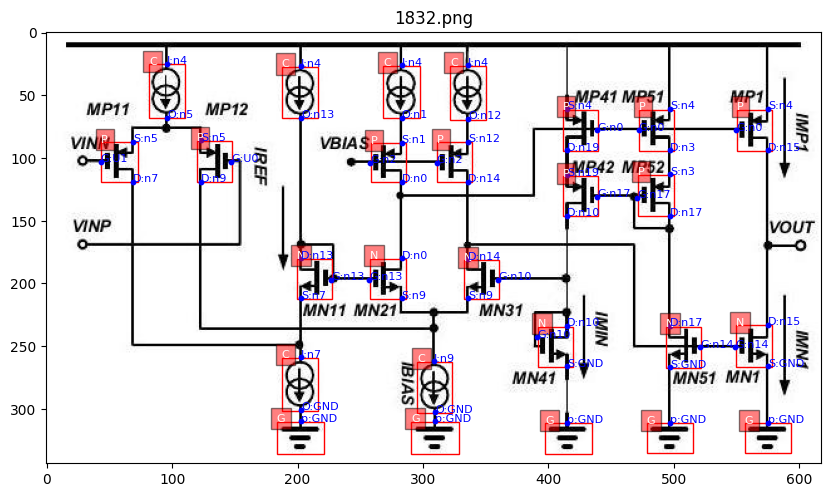 1832.png
C I:n4
C I:n4
C I:n4
C I:n4
D:n5
D:n13
D:n1
D:n12
MP11
MP12
MP41
MP51
MP1
P S:n4
P S:n4
P S:n4
G:n0
G:n0
G:n0
IMP1
VINN
P S:n5
P S:n5
VBIAS
P S:n1
S:n12
D:n19
D:n3
D:n15
IREF
D:n7
D:n9
D:n0
D:n14
MP42
MP52
P S:n19
P S:n3
G:n17
G:n17
D:n10
D:n17
VINP
VOUT
N D:n13
N D:n0
N D:n14
G:n13
G:n13
G:n10
S:n7
S:n9
S:n9
MN11
MN21
MN31
IMIN
N D:n10
N D:n17
N D:n15
G:n10
G:n14
G:n14
S:GND
S:GND
S:GND
IMN1
C I:n7
C I:n9
IBIAS
MN41
MN51
MN1
D:GND
D:GND
G p:GND
G p:GND
G p:GND
G p:GND
G p:GND
0
50
100
150
200
250
300
0
100
200
300
400
500
600